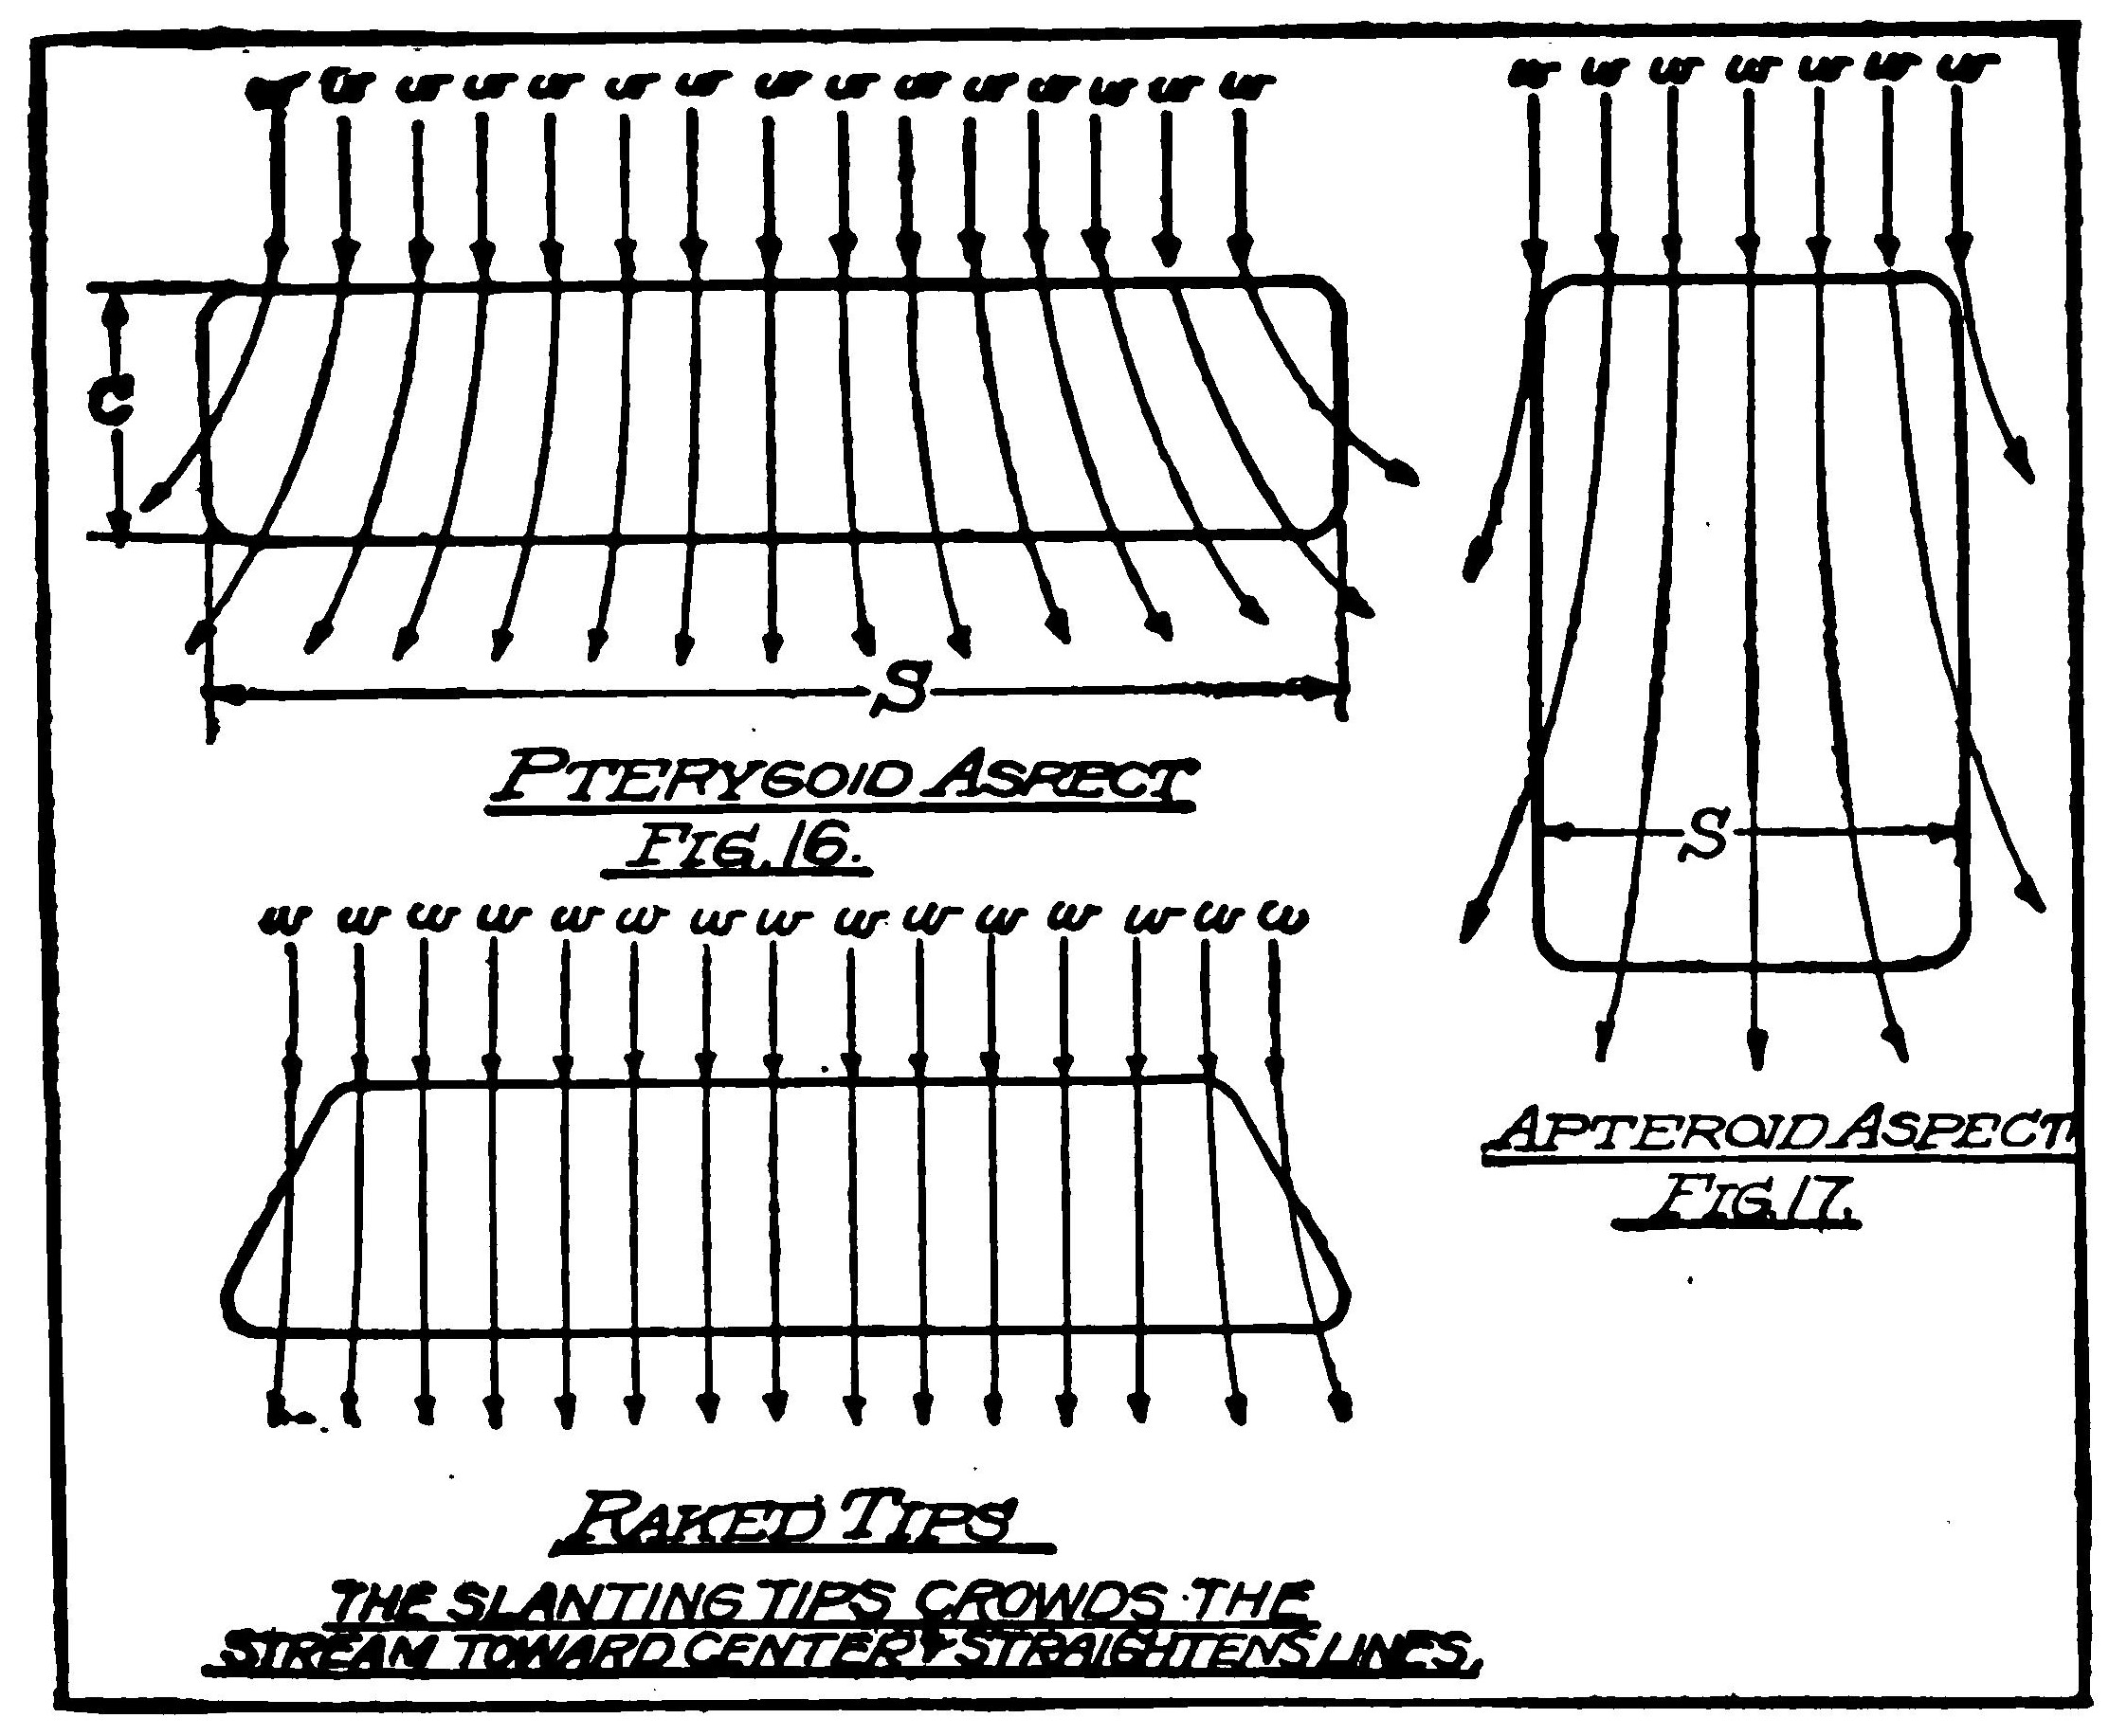 S S S S S S S S S S S S S S S
C
S
PTERYGOID ASPECT
FIG. 16.
S S S S S S S
S
APTEROID ASPECT
FIG. 17.
RAKED TIPS
THE SLANTING TIPS CROWDS THE
STREAM TOWARD CENTER & STRAIGHTENS LINES.